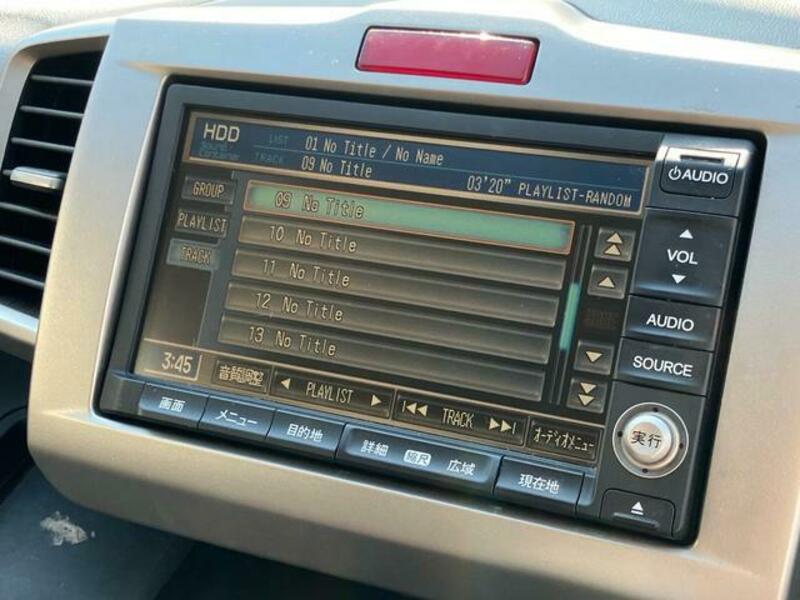 HDD
Sound Container
LIST 01 No Title / No Name
TRACK 09 No Title
03'20" PLAYLIST-RANDOM
GROUP
PLAYLIST
TRACK
09 No Title
10 No Title
11 No Title
12 No Title
13 No Title
3:45
音質調整
◀ PLAYLIST ▶
I◀◀ TRACK ▶▶I
オーディオメニュー
画面
メニュー
目的地
詳細 縮尺 広域
現在地
AUDIO
VOL
AUDIO
SOURCE
実行